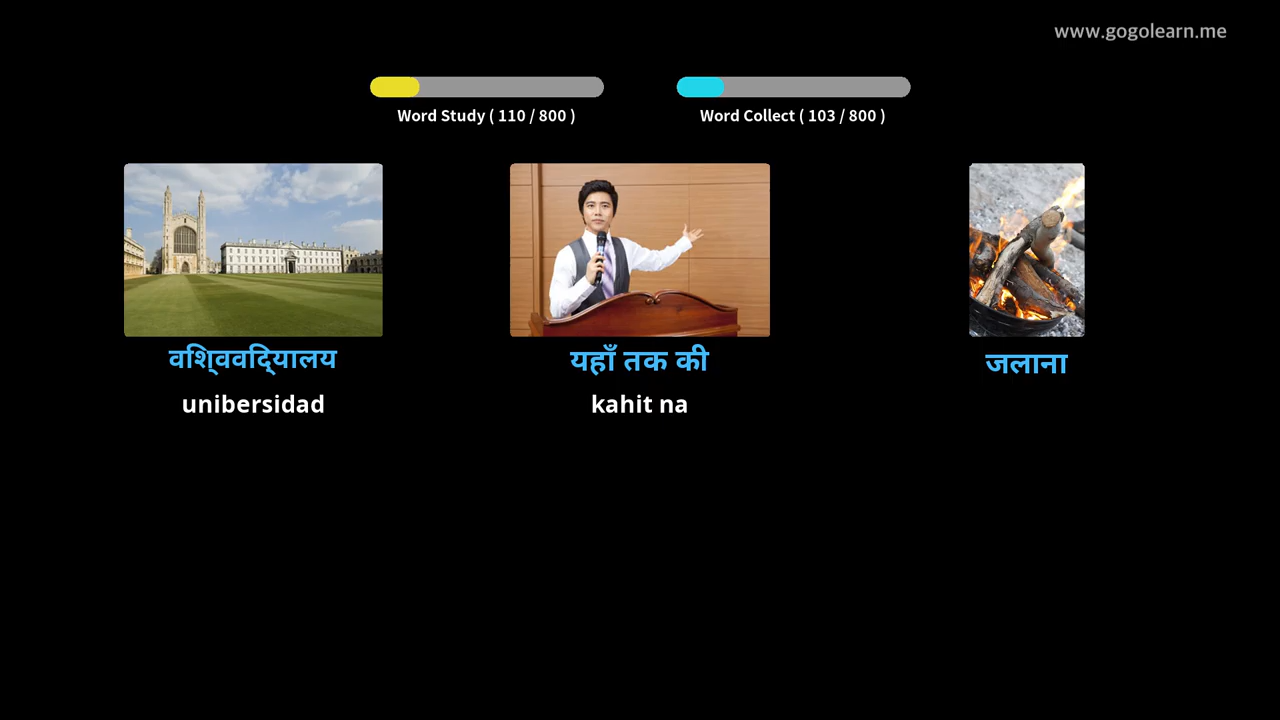 www.gogolearn.me
Word Study ( 110 / 800 )
Word Collect ( 103 / 800 )
वशि्ववदि्यालय
यहाँ तक की
जलाना
unibersidad
kahit na